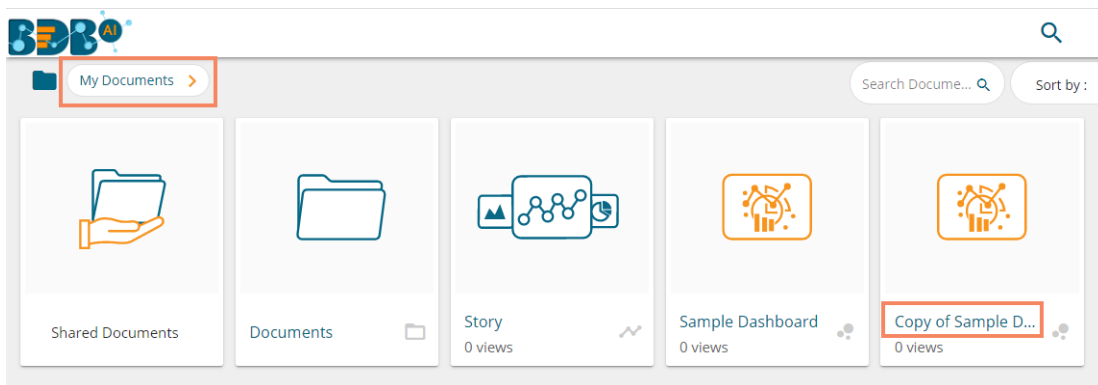 BDB AI
My Documents >
Search Docume...
Sort by :
Shared Documents
Documents
Story
0 views
Sample Dashboard
0 views
Copy of Sample D...
0 views